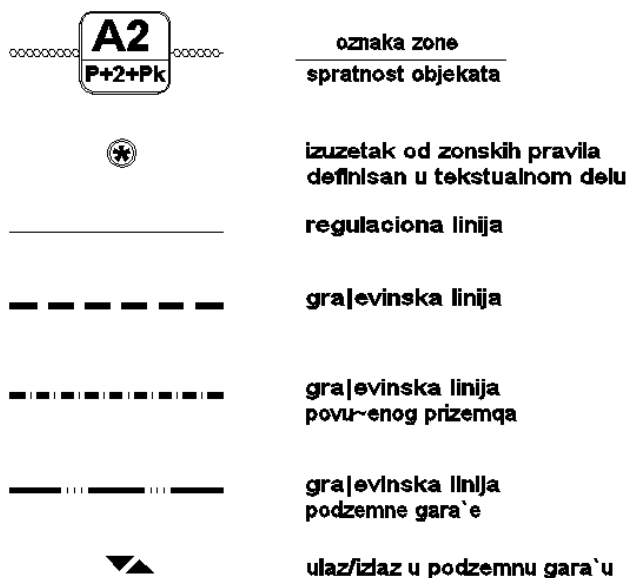 A2
P+2+Pk
oznaka zone
spratnost objekata
izuzetak od zonskih pravila
definisan u tekstualnom delu
regulaciona linija
gra|evinska linija
gra|evinska linija
povu~enog prizemqa
gra|evinska linija
podzemne gara`e
ulaz/izlaz u podzemnu gara`u